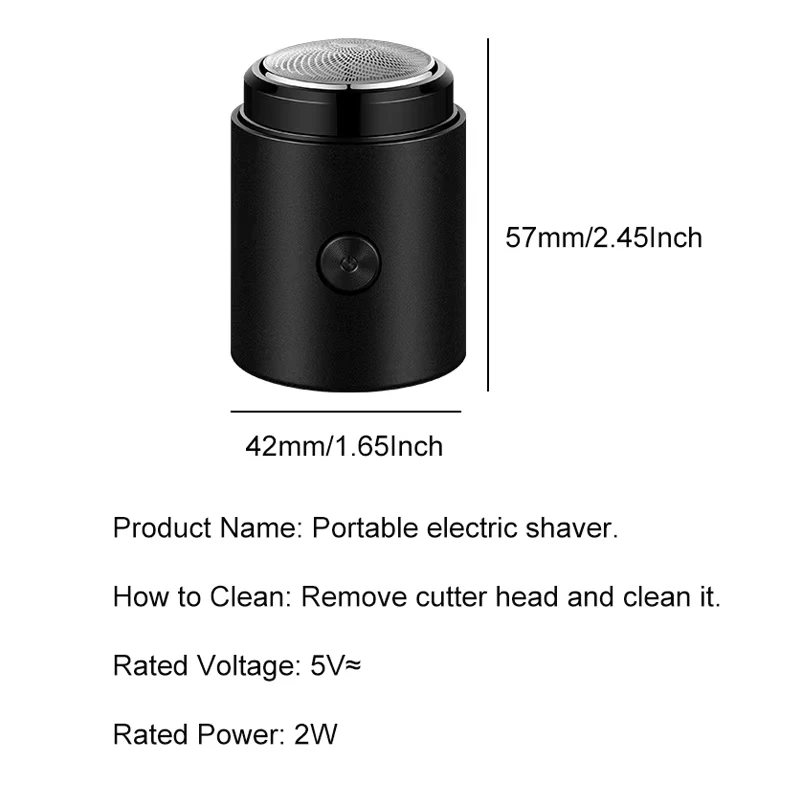 57mm/2.45Inch
42mm/1.65Inch
Product Name: Portable electric shaver.
How to Clean: Remove cutter head and clean it.
Rated Voltage: 5V≈
Rated Power: 2W